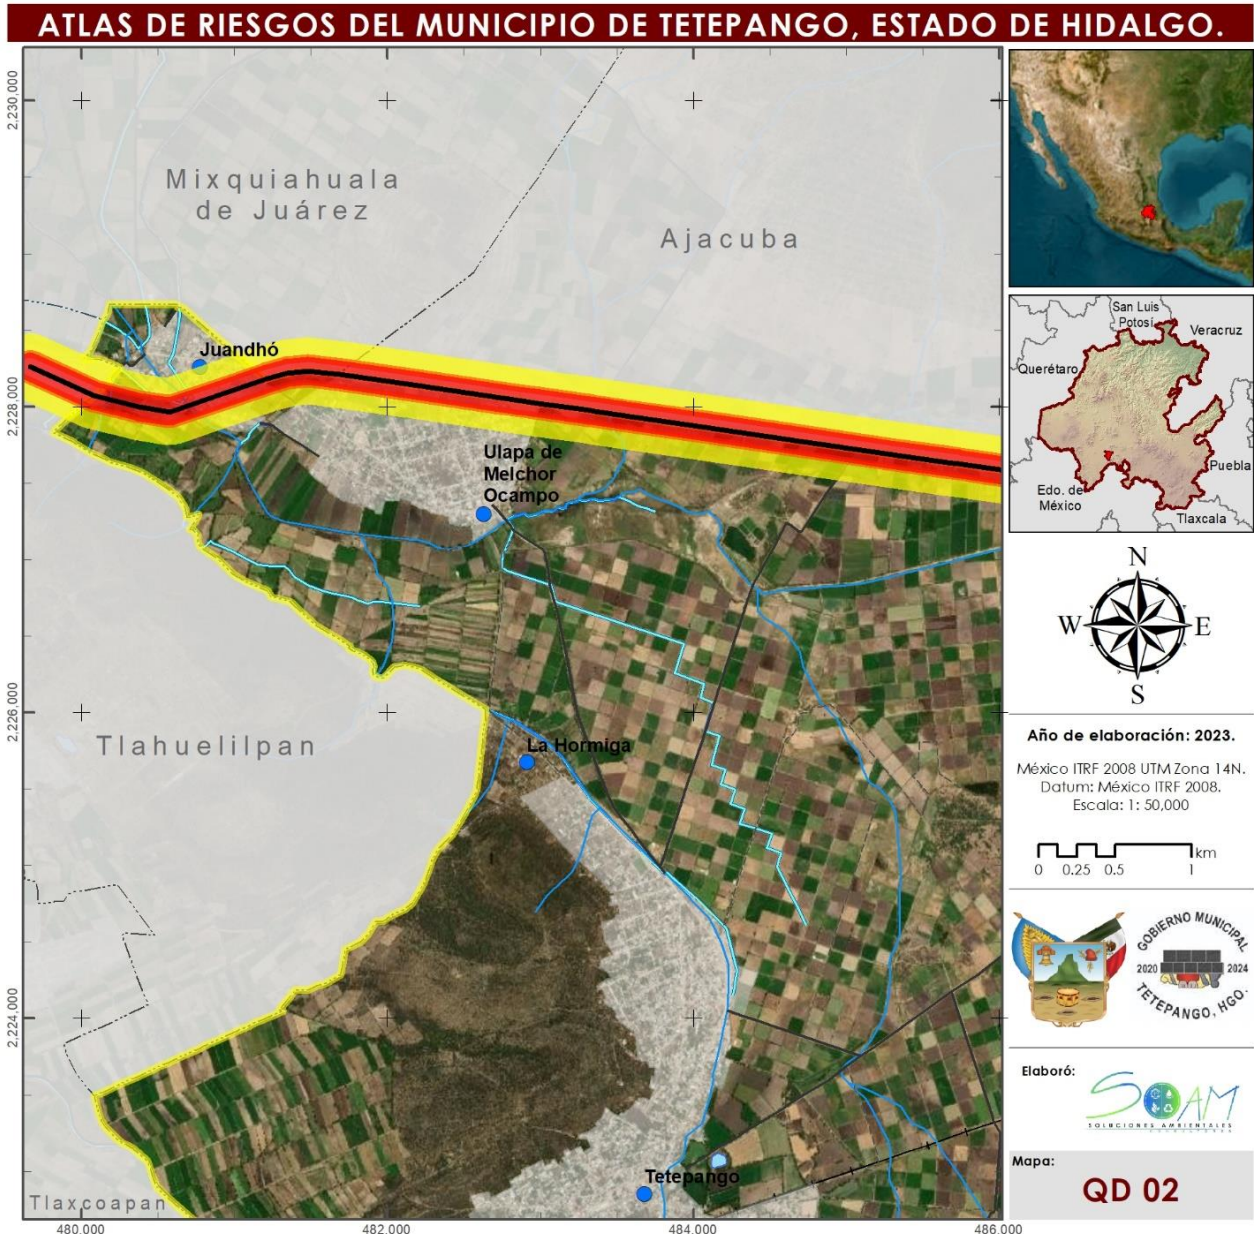 ATLAS DE RIESGOS DEL MUNICIPIO DE TETEPANGO, ESTADO DE HIDALGO.
2,230,000
2,228,000
2,226,000
2,224,000
Mixquiahuala
de Juárez
Ajacuba
Juandhó
Ulapa de
Melchor
Ocampo
Tlahuelilpan
La Hormiga
Tetepango
Tlaxcoapan
480.000
482.000
484.000
486.000
San Luis
Potosí
Veracruz
Querétaro
Puebla
Edo. de
México
Tlaxcala
N
W
E
S
Año de elaboración: 2023.
México ITRF 2008 UTM Zona 14N.
Datum: México ITRF 2008.
Escala: 1: 50,000
km
0 0.25 0.5 1
GOBIERNO MUNICIPAL
2020 2024
TETEPANGO, HGO.
Elaboró:
SOAM
SOLUCIONES AMBIENTALES
Mapa:
QD 02